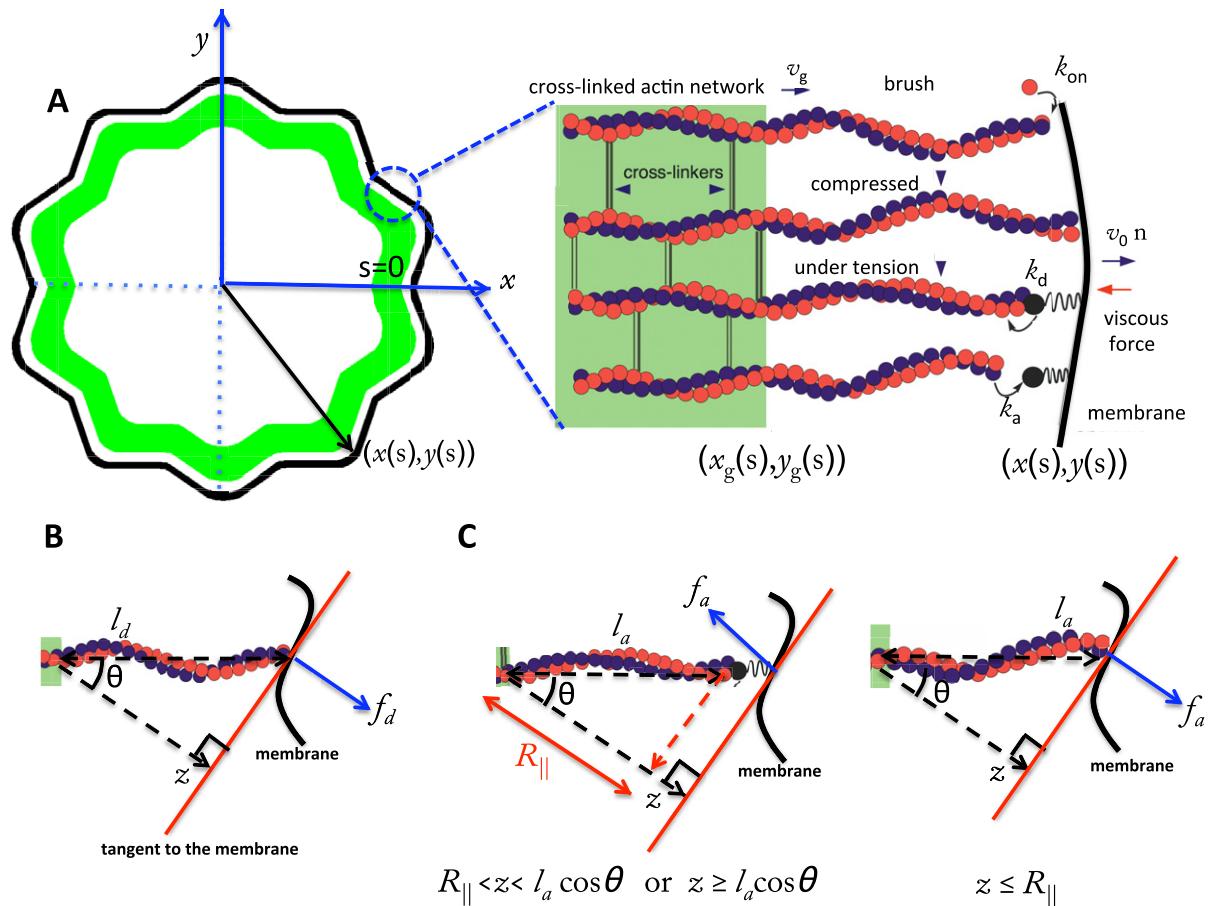 A
y
x
s=0
(x(s),y(s))
cross-linked actin network
v_g
brush
k_on
cross-linkers
compressed
under tension
k_d
v_0 n
viscous
force
k_a
membrane
(x_g(s),y_g(s))
(x(s),y(s))
B
l_d
θ
f_d
z
membrane
tangent to the membrane
C
f_a
l_a
θ
R_||
z
membrane
R_|| <z< l_a cosθ or z ≥ l_a cosθ
l_a
θ
f_a
z
membrane
z ≤ R_||